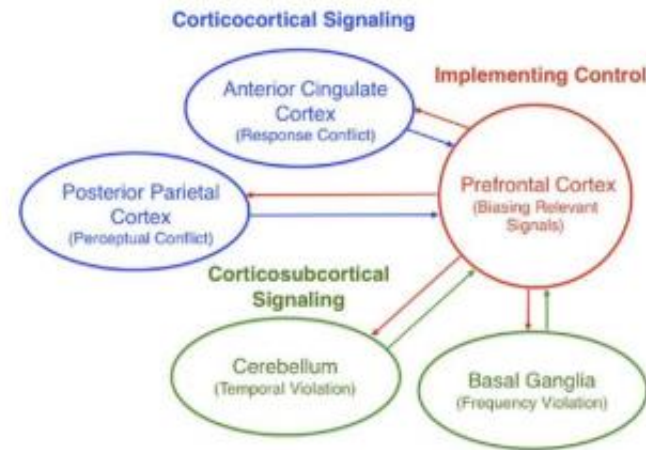 Corticocortical Signaling
Anterior Cingulate
Cortex
(Response Conflict)
Implementing Control
Prefrontal Cortex
(Biasing Relevant
Signals)
Posterior Parietal
Cortex
(Perceptual Conflict)
Corticosubcortical
Signaling
Cerebellum
(Temporal Violation)
Basal Ganglia
(Frequency Violation)